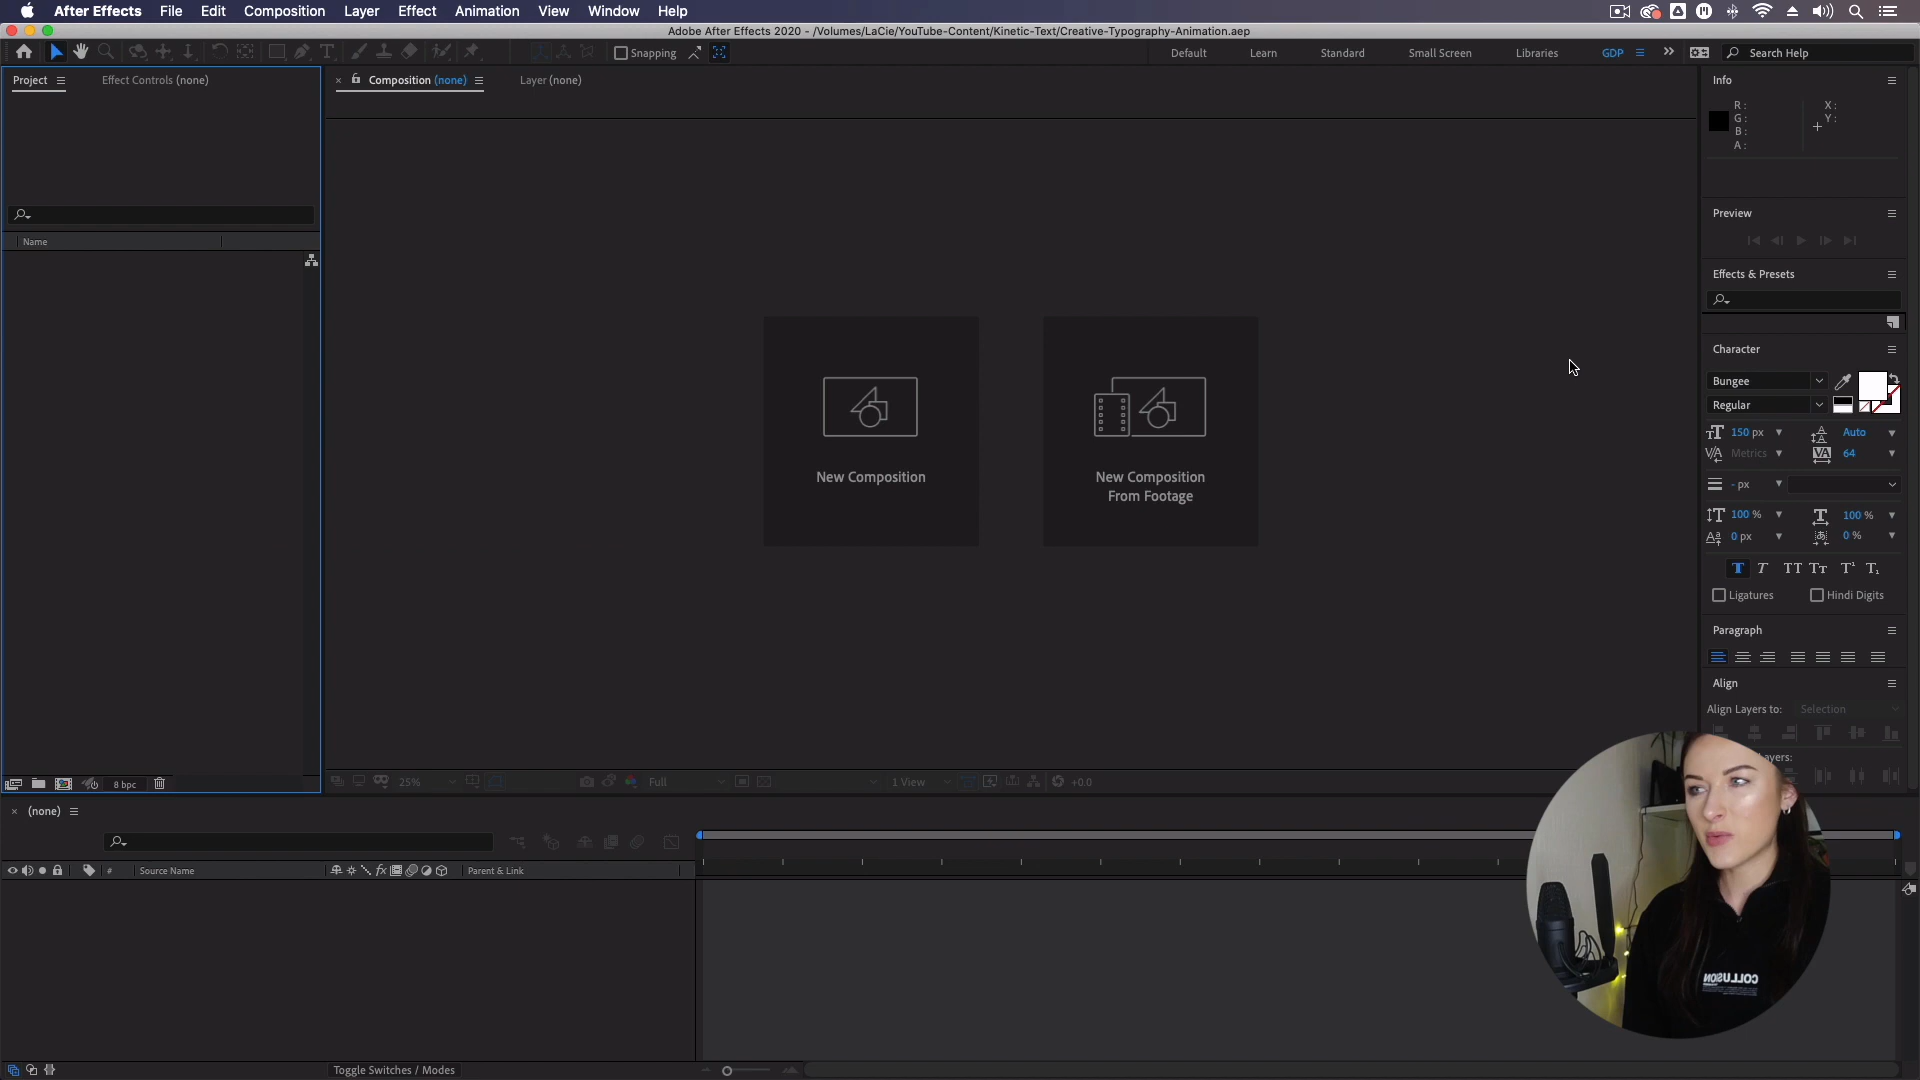 After Effects File Edit Composition Layer Effect Animation View Window Help
Adobe After Effects 2020 - /Volumes/LaCie/YouTube-Content/Kinetic-Text/Creative-Typography-Animation.aep
Snapping
Default Learn Standard Small Screen Libraries GDP Search Help
Project Effect Controls (none)
Composition (none) Layer (none)
Name
New Composition
New Composition
From Footage
Info
R :
G :
B :
A :
X :
Y :
Preview
Effects & Presets
Character
Bungee
Regular
150 px Auto
Metrics 64
- px
100 % 100 %
0 px 0 %
Ligatures Hindi Digits
Paragraph
Align
Align Layers to: Selection
ayers:
8 bpc
25% Full 1 View +0.0
(none)
# Source Name Parent & Link
Toggle Switches / Modes
COLLUSION